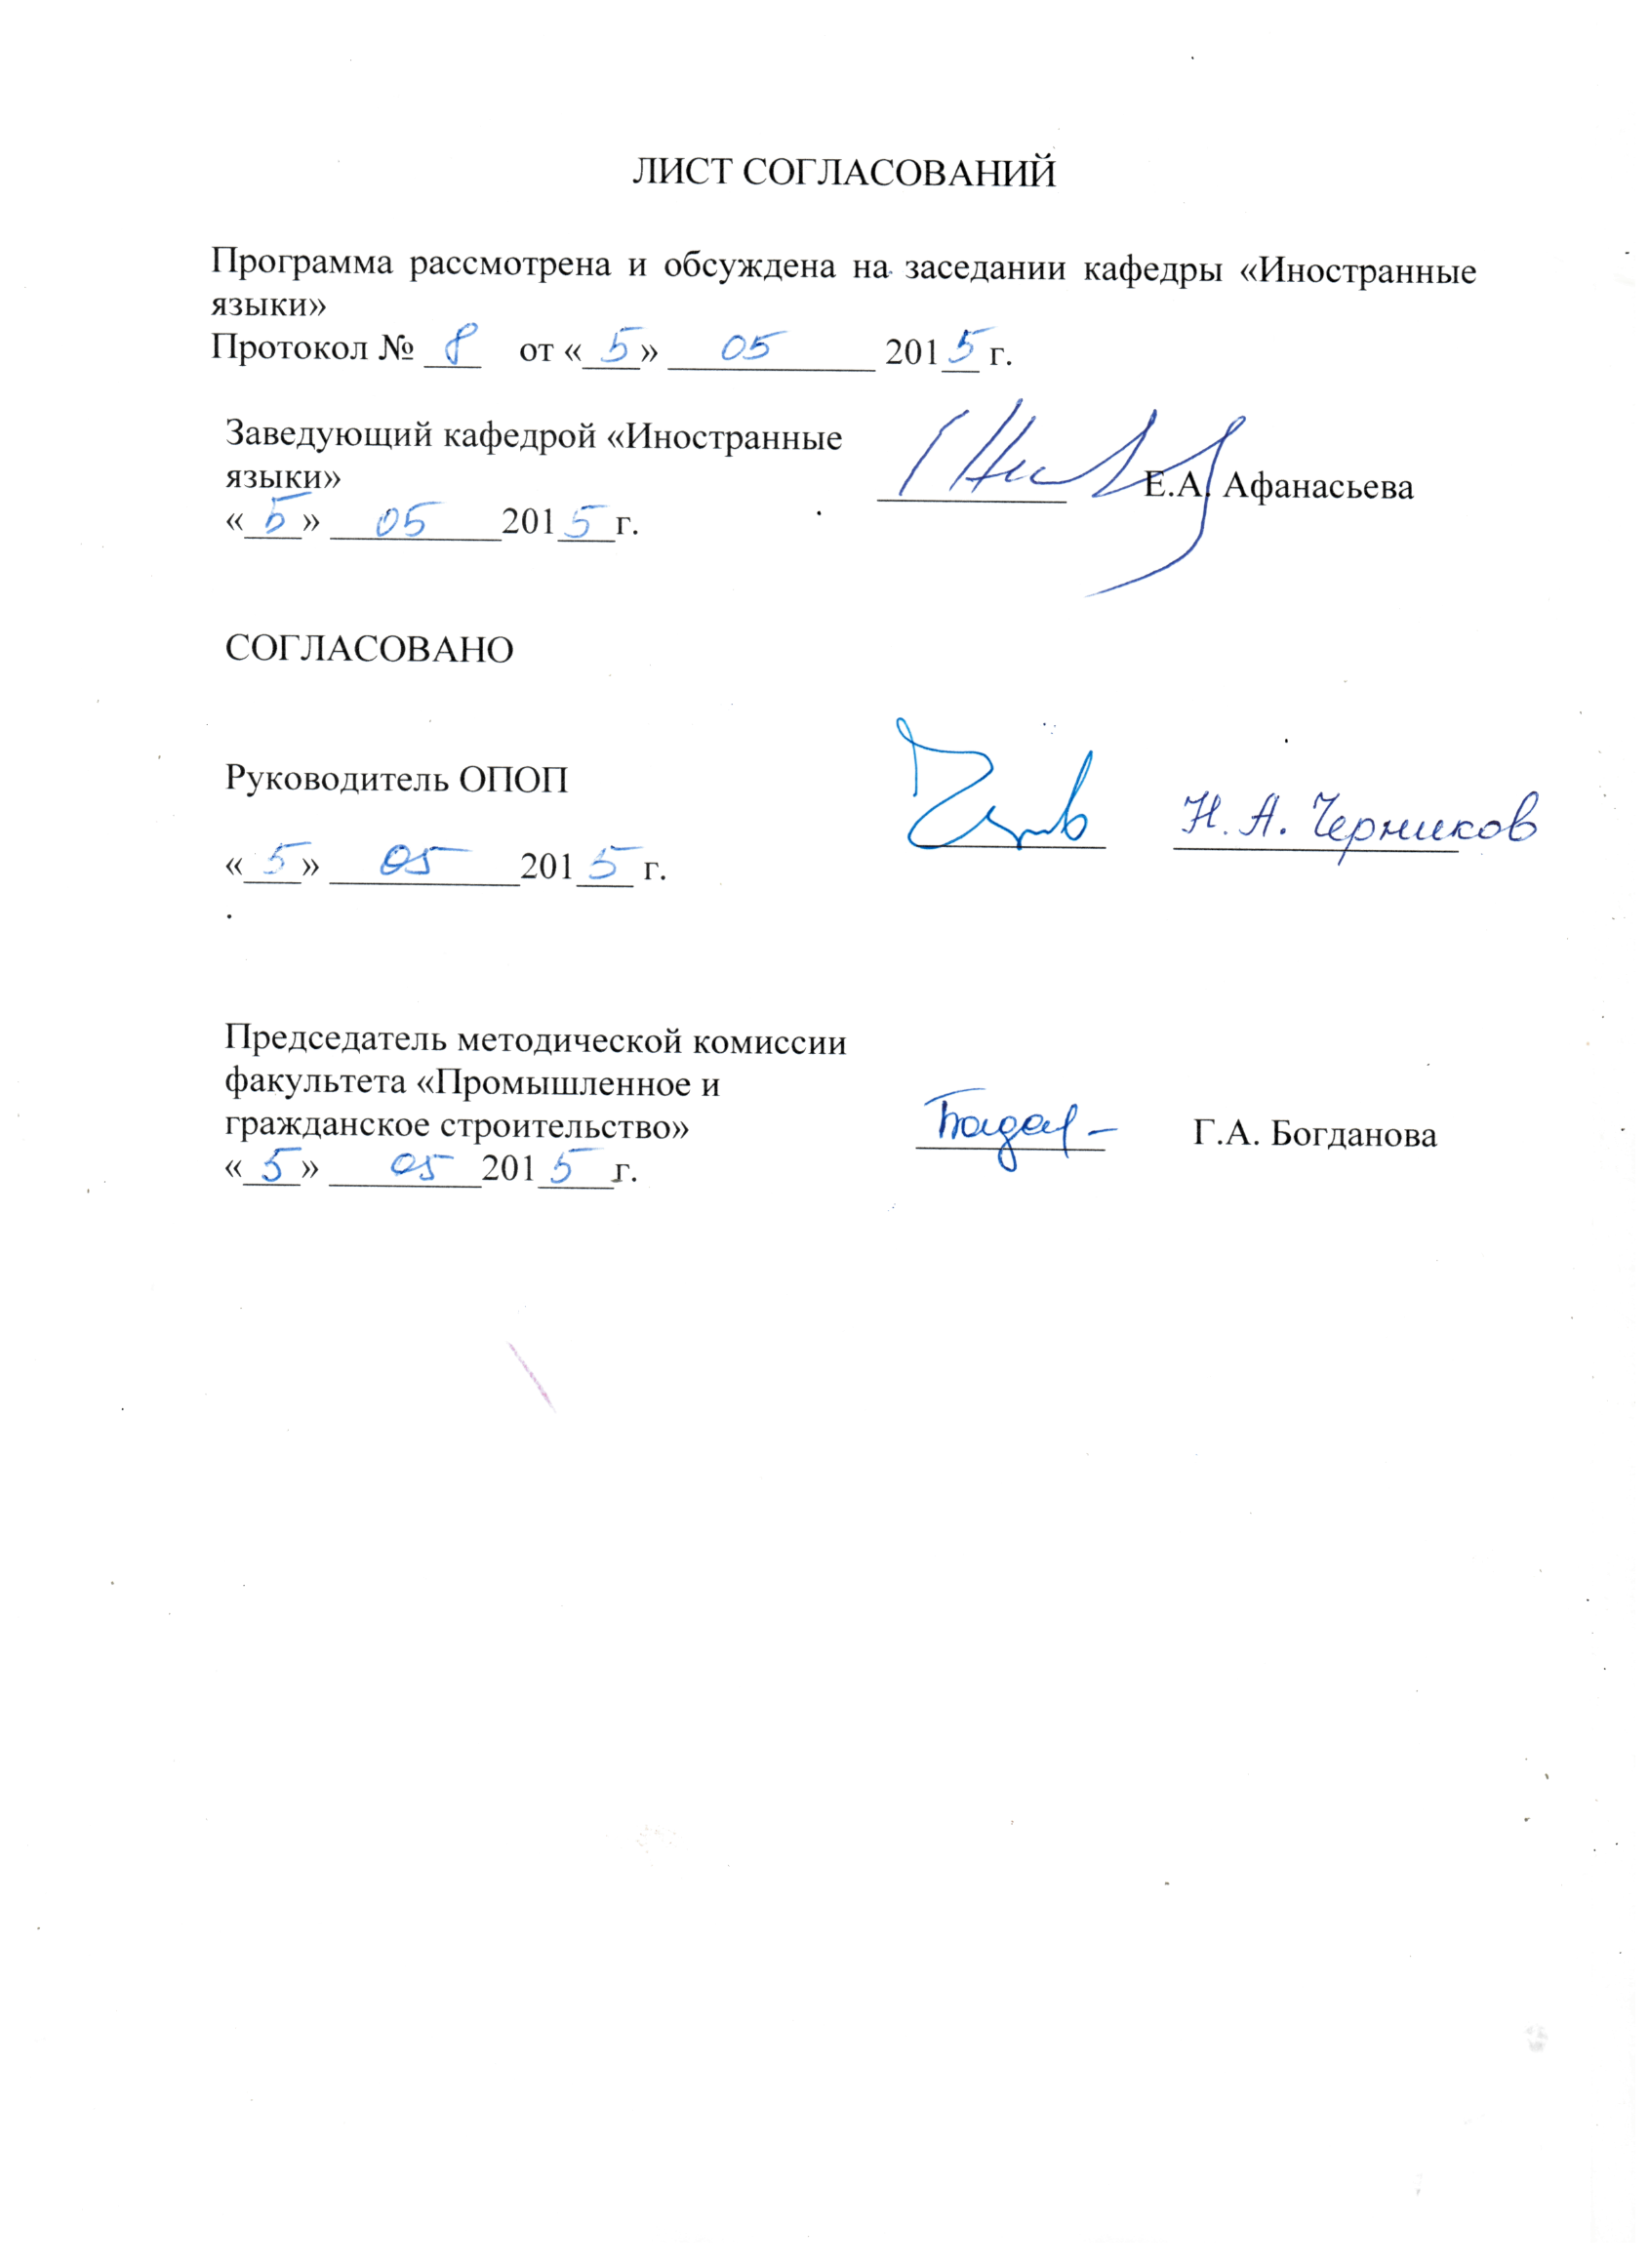 ЛИСТ СОГЛАСОВАНИЙ
Программа рассмотрена и обсуждена на заседании кафедры «Иностранные
языки»
Протокол № 8 от «5» 05 2015 г.
Заведующий кафедрой «Иностранные
языки» Е.А. Афанасьева
«5» 05 2015 г.
СОГЛАСОВАНО
Руководитель ОПОП Н. А. Черников
«5» 05 2015 г.
.
Председатель методической комиссии
факультета «Промышленное и
гражданское строительство» Г.А. Богданова
«5» 05 2015 г.